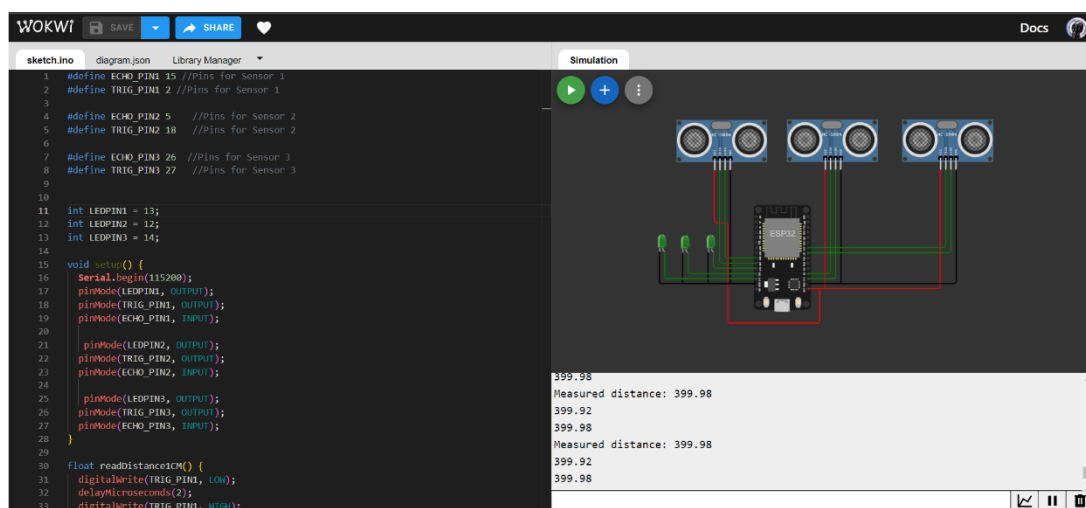 WOKWI SAVE SHARE Docs
sketch.ino diagram.json Library Manager Simulation
1 #define ECHO_PIN1 15 //Pins for Sensor 1
2 #define TRIG_PIN1 2 //Pins for Sensor 1
3
4 #define ECHO_PIN2 5 //Pins for Sensor 2
5 #define TRIG_PIN2 18 //Pins for Sensor 2
6
7 #define ECHO_PIN3 26 //Pins for Sensor 3
8 #define TRIG_PIN3 27 //Pins for Sensor 3
9
10
11 int LEDPIN1 = 13;
12 int LEDPIN2 = 12;
13 int LEDPIN3 = 14;
14
15 void setup() {
16 Serial.begin(115200);
17 pinMode(LEDPIN1, OUTPUT);
18 pinMode(TRIG_PIN1, OUTPUT);
19 pinMode(ECHO_PIN1, INPUT);
20
21 pinMode(LEDPIN2, OUTPUT);
22 pinMode(TRIG_PIN2, OUTPUT);
23 pinMode(ECHO_PIN2, INPUT);
24
25 pinMode(LEDPIN3, OUTPUT);
26 pinMode(TRIG_PIN3, OUTPUT);
27 pinMode(ECHO_PIN3, INPUT);
28 }
29
30 float readDistance1CM() {
31 digitalWrite(TRIG_PIN1, LOW);
32 delayMicroseconds(2);
33 digitalWrite(TRIG_PIN1, HIGH);
ESP32
399.98
Measured distance: 399.98
399.92
399.98
Measured distance: 399.98
399.92
399.98